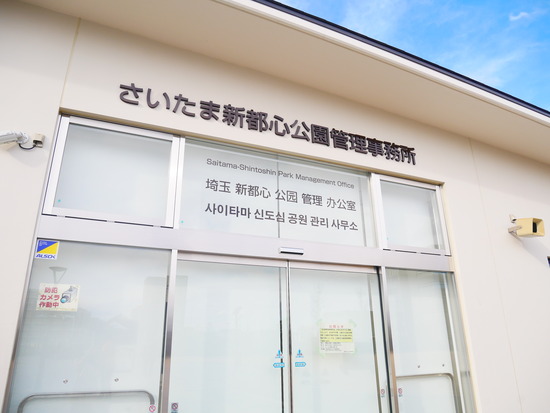 さいたま新都心公園管理事務所
Saitama-Shintoshin Park Management Office
埼玉 新都心 公园 管理 办公室
사이타마 신도심 공원 관리 사무소
ALSOK
カメラ
作動中